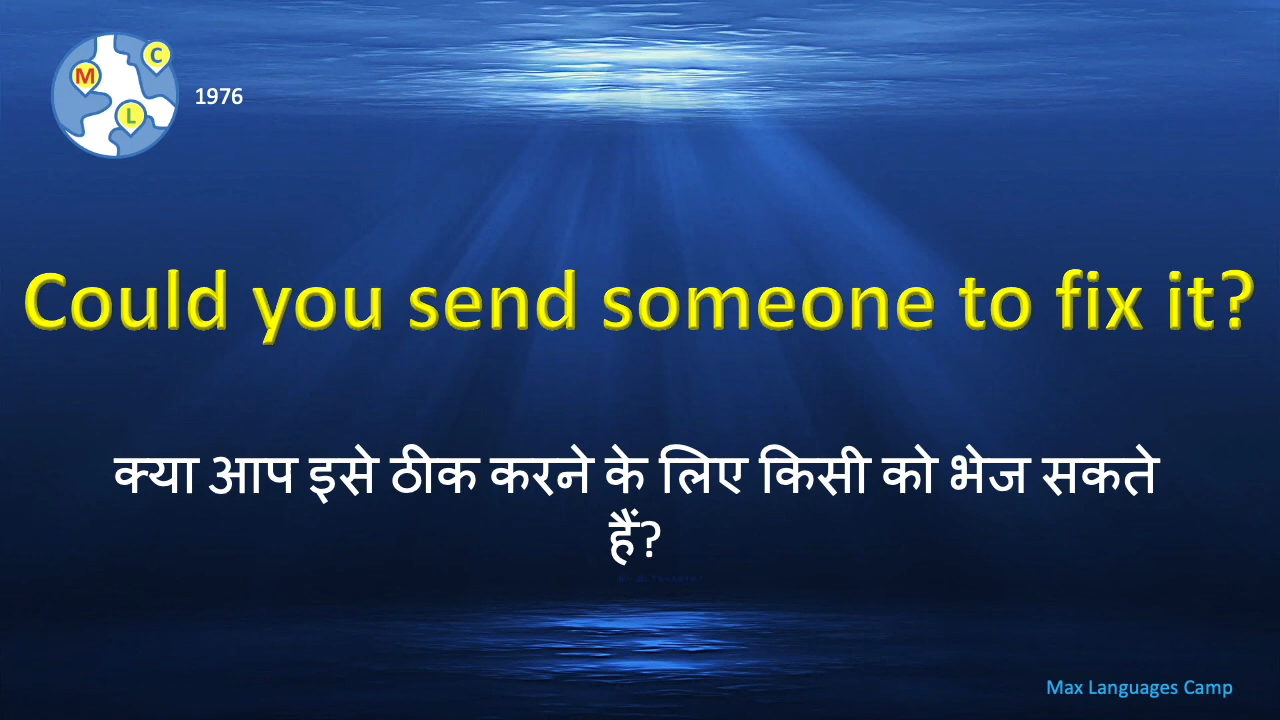 C
M
L
1976
Could you send someone to fix it?
क्या आप इसे ठीक करने के लिए किसी को भेज सकते
हैं?
Max Languages Camp